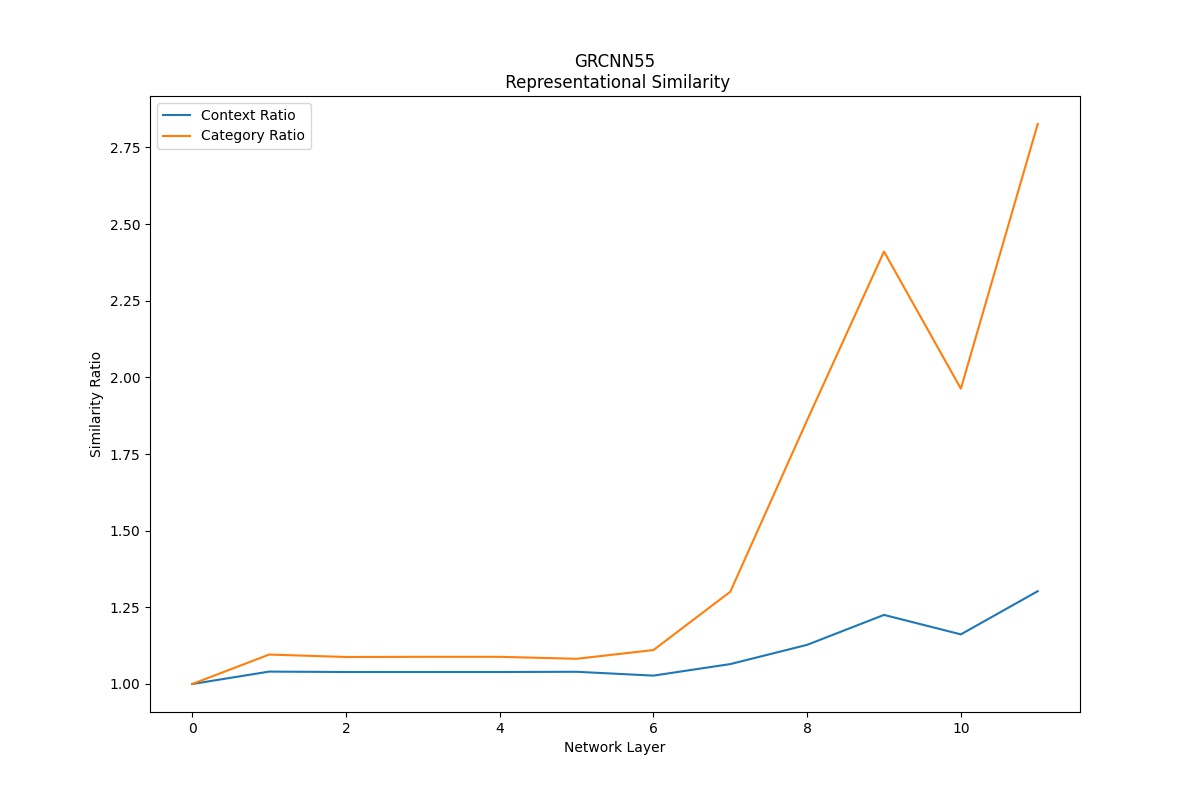 GRCNN55
Representational Similarity
Context Ratio
Category Ratio
2.75
2.50
2.25
2.00
1.75
1.50
1.25
1.00
Similarity Ratio
0 2 4 6 8 10
Network Layer